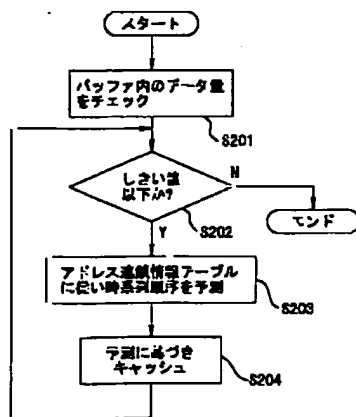 スタート
バッファ内のデータ量
をチェック
S201
しきい値
以下か?
N
S202
エンド
Y
アドレス連鎖情報テーブル
に従い時系列順序を予測
S203
予測に基づき
キャッシュ
S204